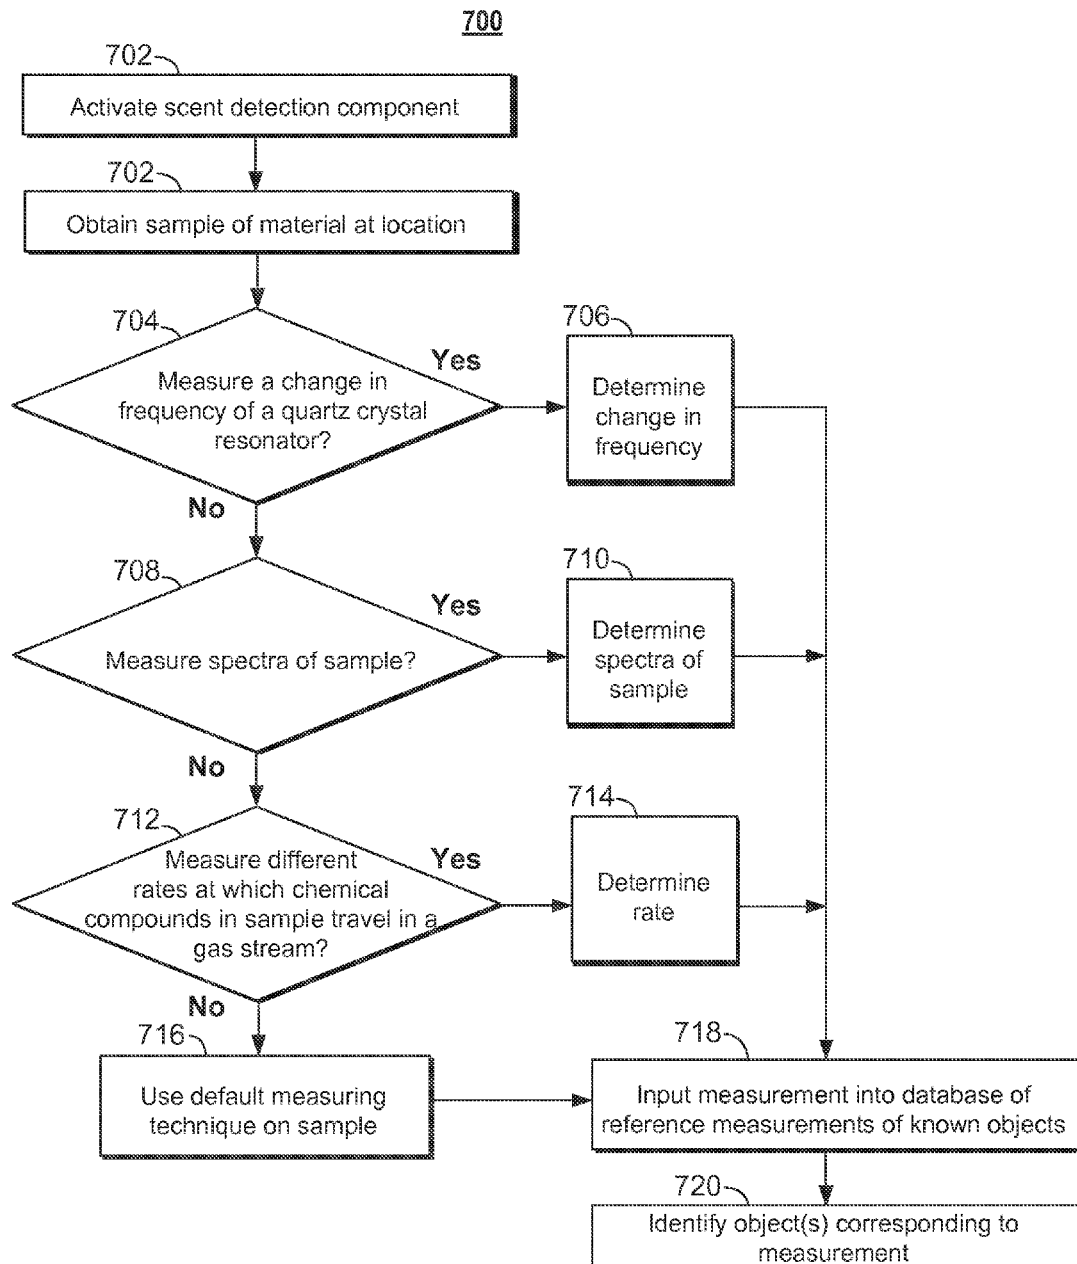 700
702
Activate scent detection component
702
Obtain sample of material at location
704
Measure a change in
frequency of a quartz crystal
resonator?
Yes
706
Determine
change in
frequency
No
708
Measure spectra of sample?
Yes
710
Determine
spectra of
sample
No
712
Measure different
rates at which chemical
compounds in sample travel in a
gas stream?
Yes
714
Determine
rate
No
716
Use default measuring
technique on sample
718
Input measurement into database of
reference measurements of known objects
720
Identify object(s) corresponding to
measurement